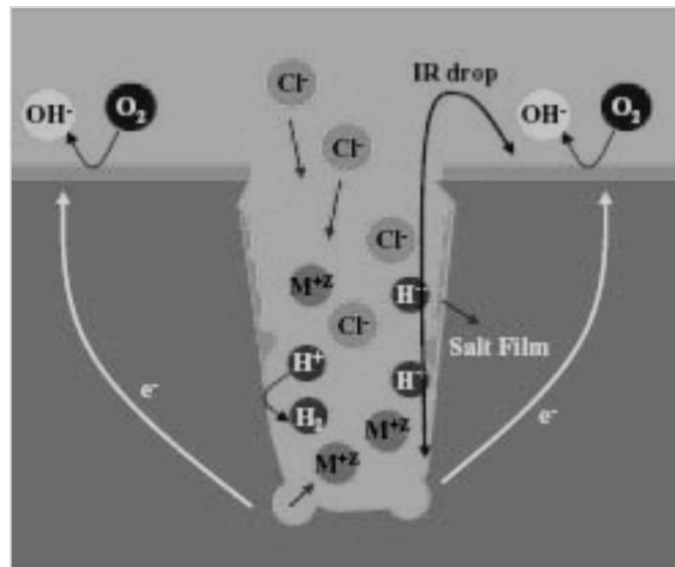 Cl-
IR drop
OH-
O2
OH-
O2
Cl-
Cl-
M+z
H+
Cl-
Salt Film
H+
H+
H2
e-
M+z
e-
M+z